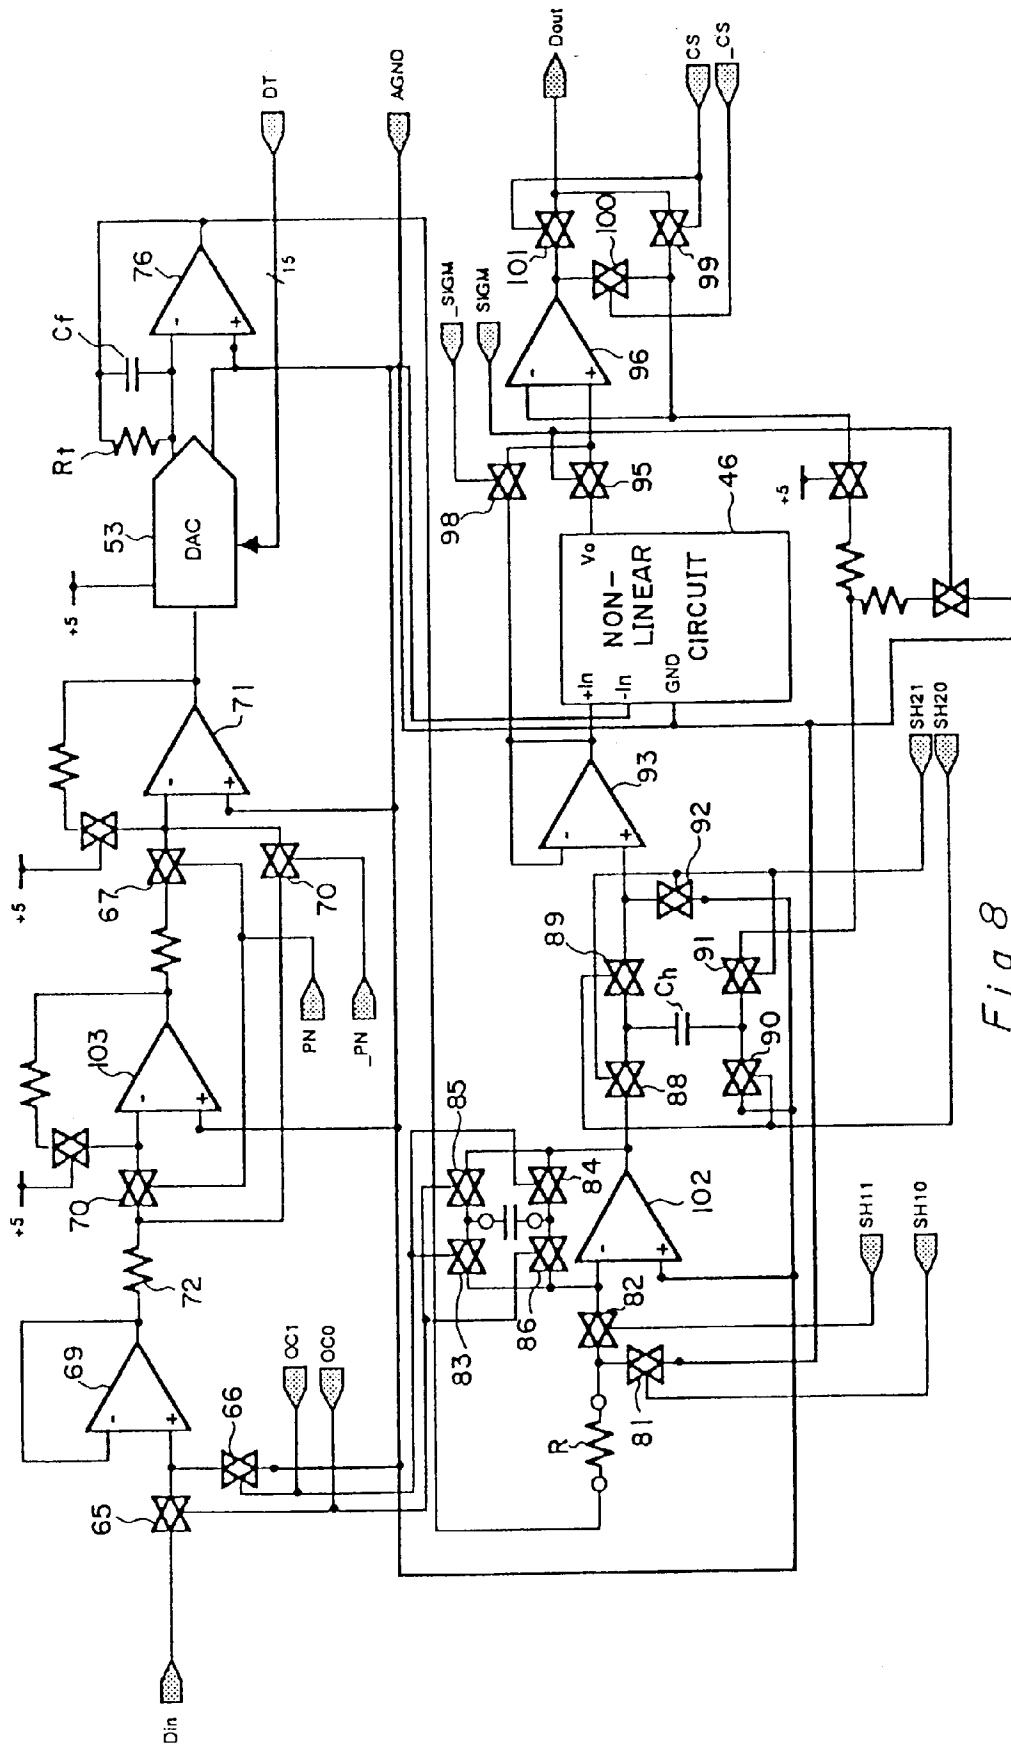 Din
65
66
69
OC1
OC0
72
+5
70
103
PN
_PN
+5
67
70
71
+5
53
DAC
Rt
Cf
76
15
DT
AGND
R
81
82
83
86
85
84
102
SH11
SH10
88
89
Ch
90
91
92
93
SH21
SH20
+In
-In
GND
Vo
NON-
LINEAR
CIRCUIT
46
98
95
_SIGM
SIGM
+5
96
101
100
99
Dout
CS
_CS
Fig 8